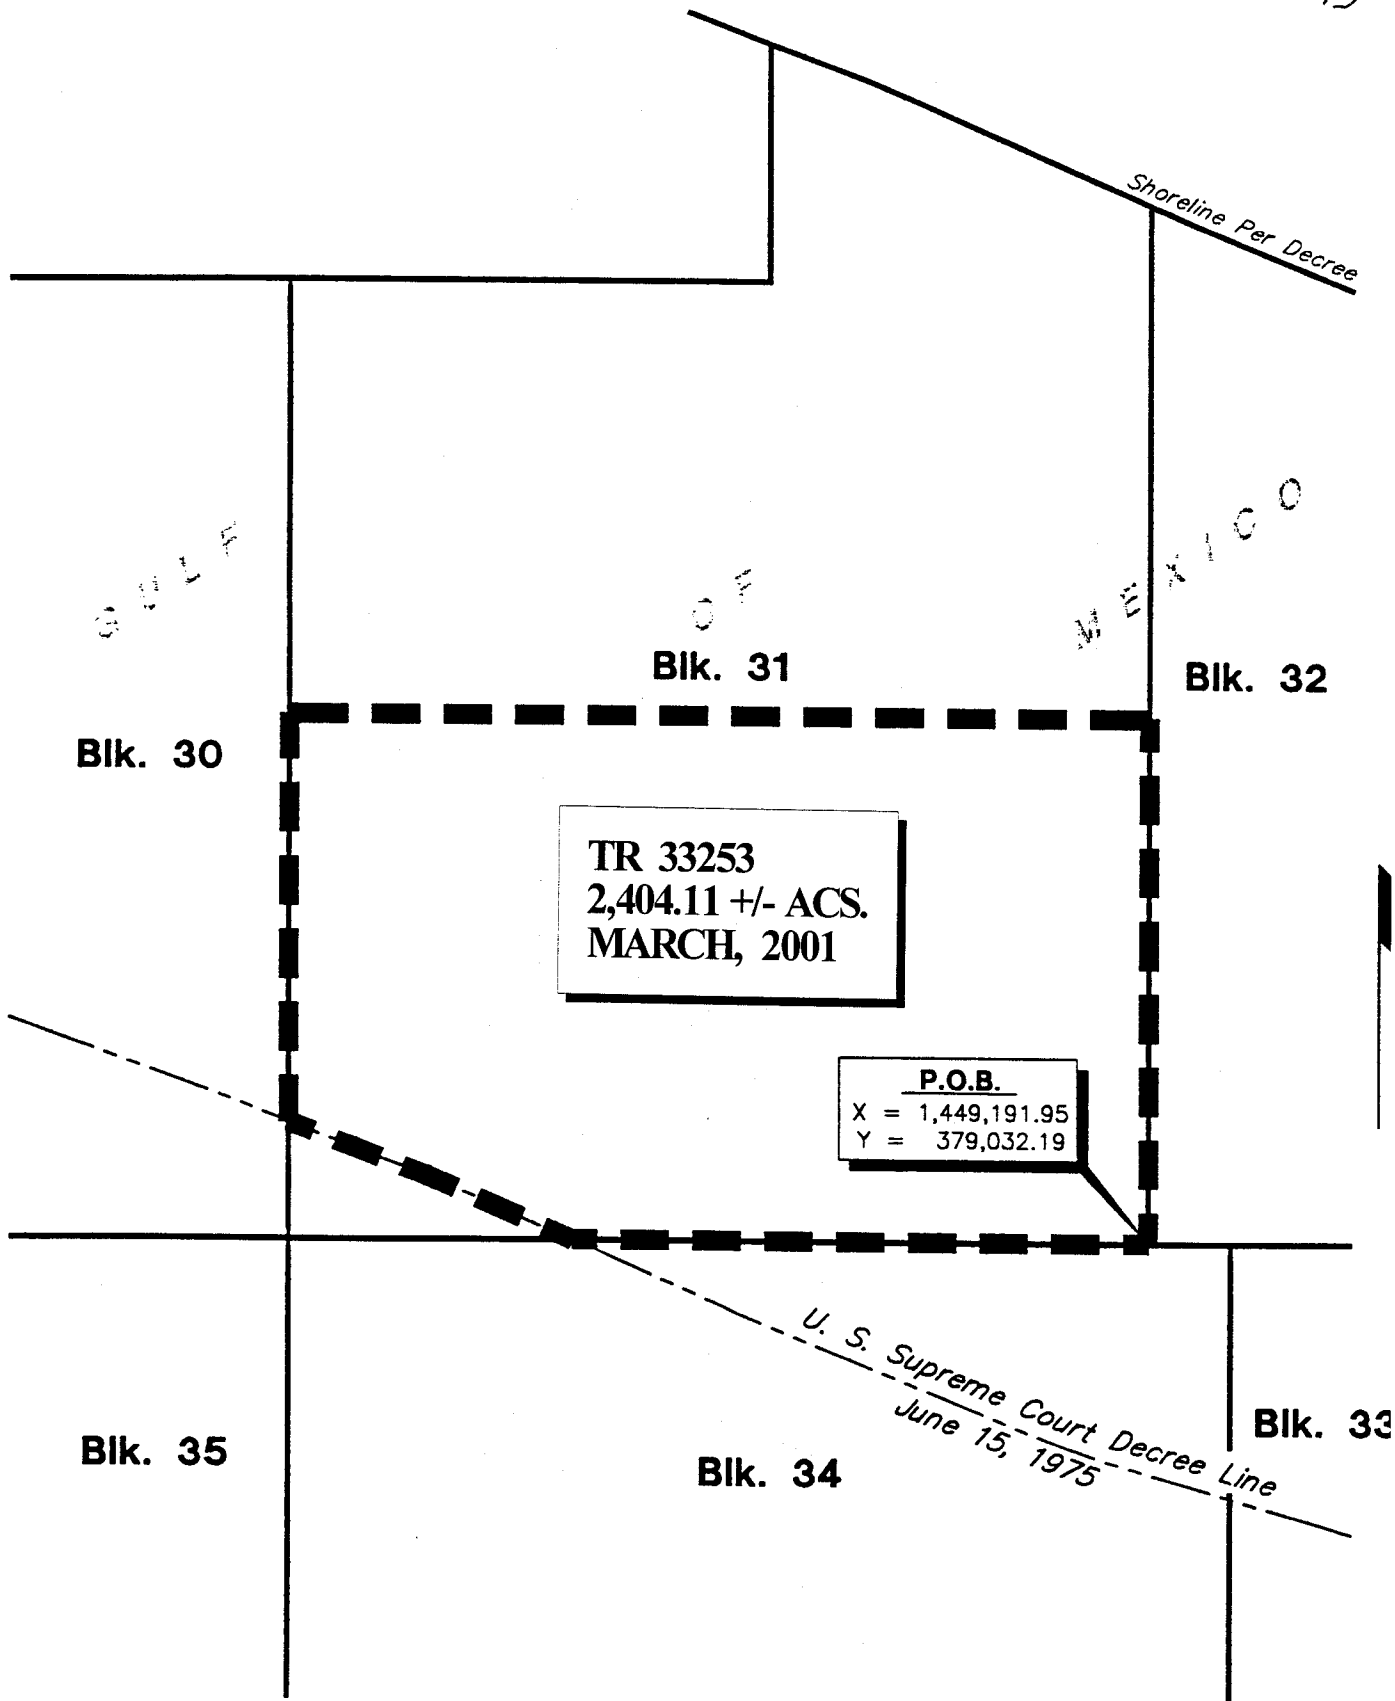 Shoreline Per Decree
GULF OF MEXICO
Blk. 31
Blk. 32
Blk. 30
TR 33253
2,404.11 +/- ACS.
MARCH, 2001
P.O.B.
X = 1,449,191.95
Y = 379,032.19
U. S. Supreme Court Decree Line
June 15, 1975
Blk. 33
Blk. 35
Blk. 34